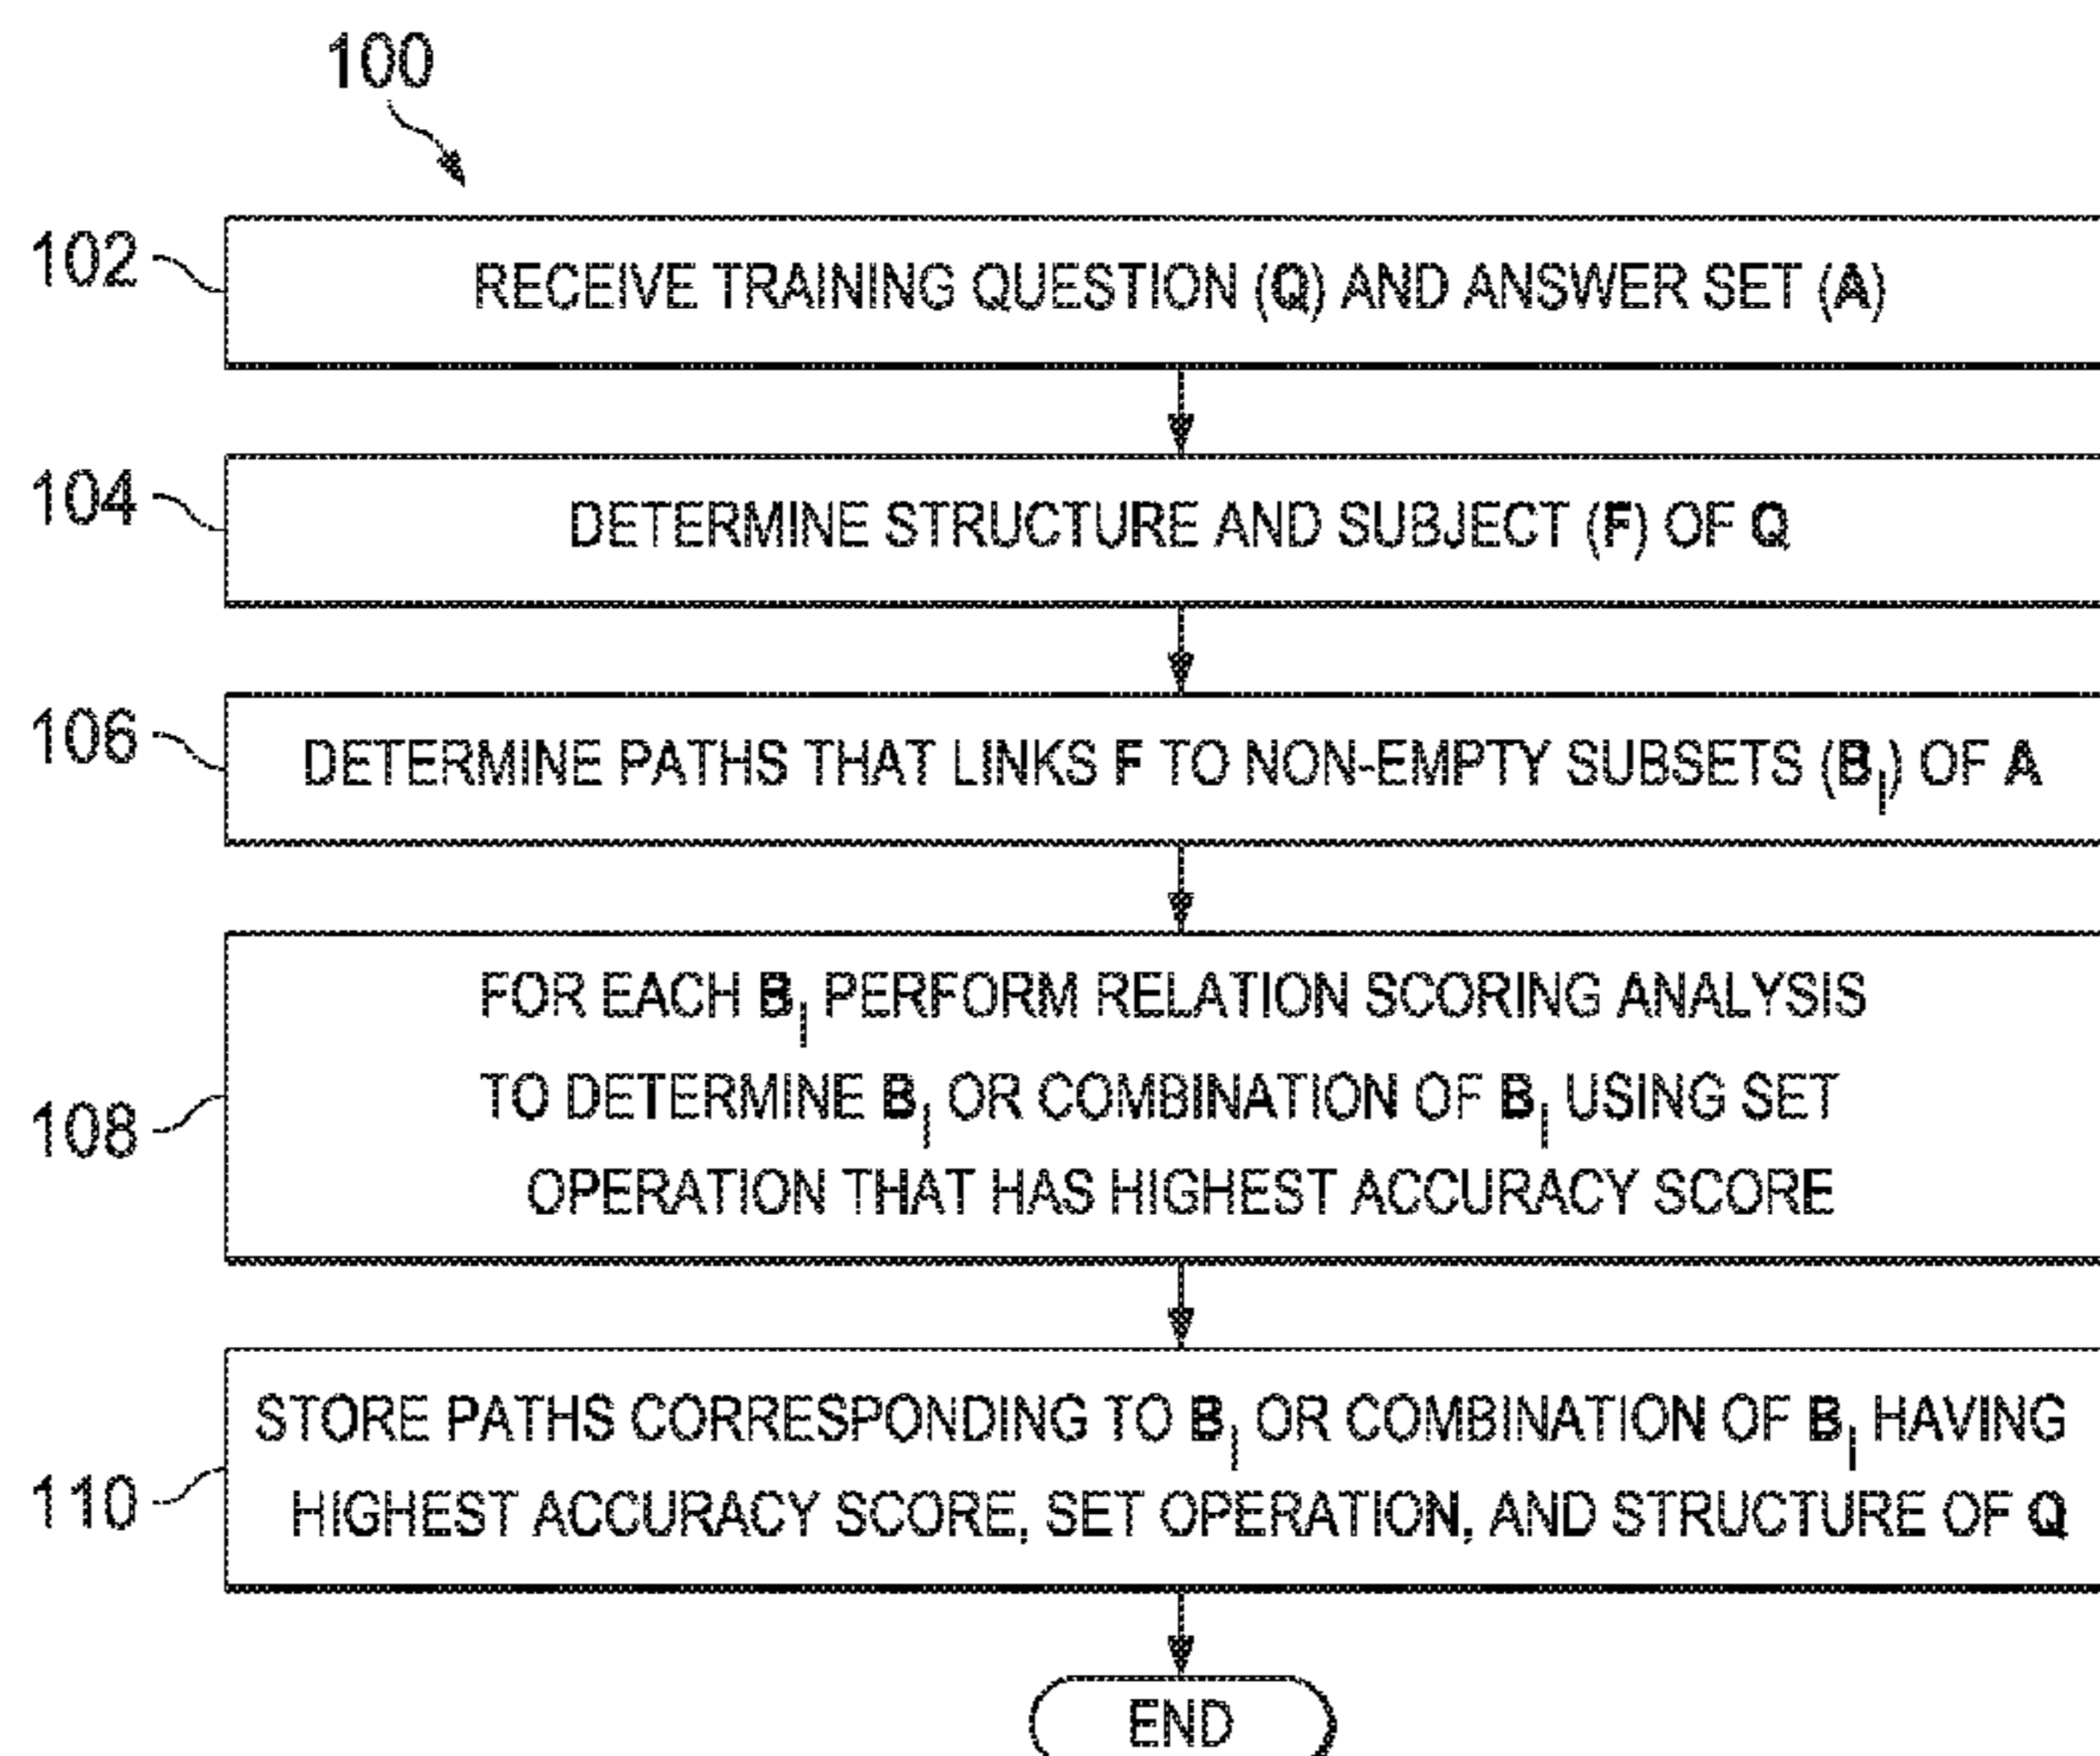 100
102
RECEIVE TRAINING QUESTION (Q) AND ANSWER SET (A)
104
DETERMINE STRUCTURE AND SUBJECT (F) OF Q
106
DETERMINE PATHS THAT LINKS F TO NON-EMPTY SUBSETS (Bi) OF A
108
FOR EACH Bi PERFORM RELATION SCORING ANALYSIS
TO DETERMINE Bi OR COMBINATION OF Bi USING SET
OPERATION THAT HAS HIGHEST ACCURACY SCORE
110
STORE PATHS CORRESPONDING TO Bi OR COMBINATION OF Bi HAVING
HIGHEST ACCURACY SCORE, SET OPERATION, AND STRUCTURE OF Q
END